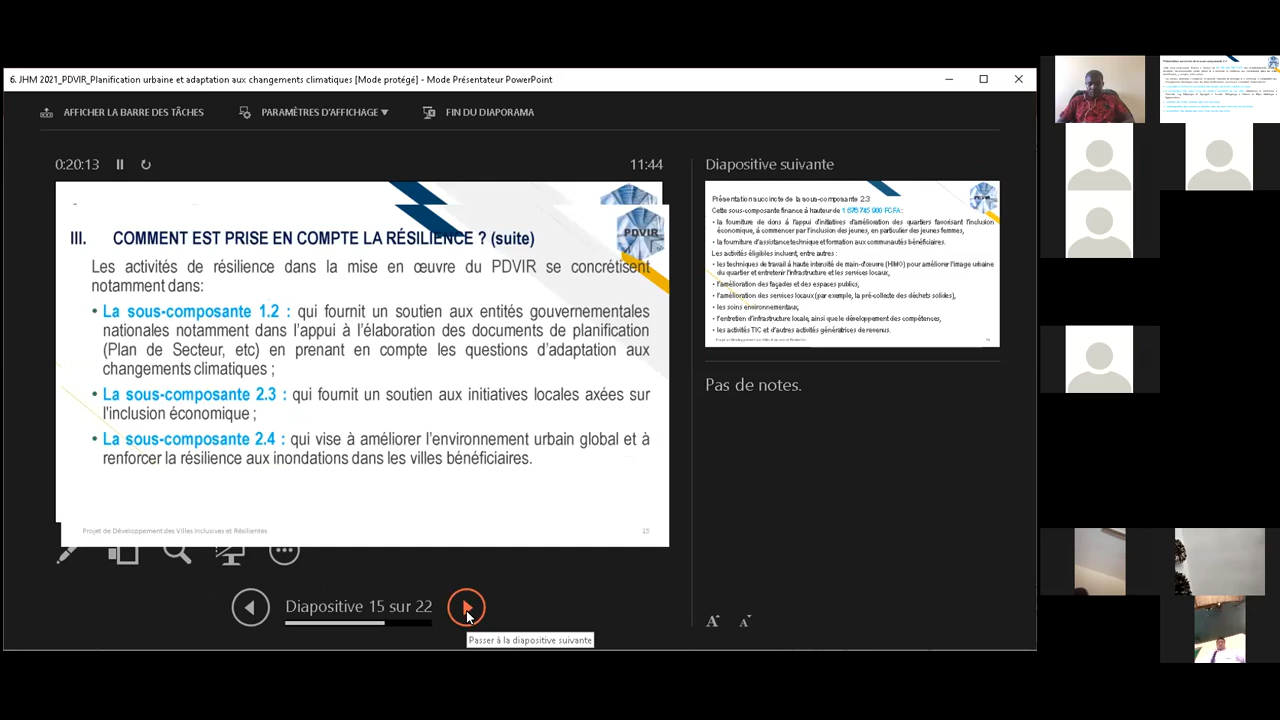 6. JHM 2021_PDVIR_Planification urbaine et adaptation aux changements climatiques [Mode protégé] - Mode Pré PowerPoint
AFFICHER LA BARRE DES TÂCHES
PARA
FIN
0:20:13
11:44
III. COMMENT EST PRISE EN COMPTE LA RÉSILIENCE ? (suite)
PDVIR
Les activités de résilience dans la mise en œuvre du PDVIR se concrétisent
notamment dans:
• La sous-composante 1.2 : qui fournit un soutien aux entités gouvernementales
nationales notamment dans l'appui à l'élaboration des documents de planification
(Plan de Secteur, etc) en prenant en compte les questions d'adaptation aux
changements climatiques ;
• La sous-composante 2.3 : qui fournit un soutien aux initiatives locales axées sur
l'inclusion économique ;
• La sous-composante 2.4 : qui vise à améliorer l'environnement urbain global et à
renforcer la résilience aux inondations dans les villes bénéficiaires.
Projet de Développement des Villes Inclusives et Résilientes
15
Diapositive 15 sur 22
Passer à la diapositive suivante
Diapositive suivante
Présentation succincte de la sous-composante 2.3
Cette sous-composante finance à hauteur de 1 676 745 900 FCFA :
• la fourniture de dons à l'appui d'initiatives d'amélioration des quartiers favorisant l'inclusion
économique, à commencer par l'inclusion des jeunes, en particulier des jeunes femmes,
• la fourniture d'assistance technique et formation aux communautés bénéficiaires.
Les activités éligibles incluent, entre autres :
• les techniques de travail à haute intensité de main-d'œuvre (HIMO) pour améliorer l'image urbaine
du quartier et entretenir l'infrastructure et les services locaux,
• l'amélioration des façades et des espaces publics,
• l'amélioration des services locaux (par exemple, la pré-collecte des déchets solides),
• les soins environnementaux,
• l'entretien d'infrastructure locale, ainsi que le développement des compétences,
• les activités TIC et d'autres activités génératrices de revenus.
Pas de notes.
A A